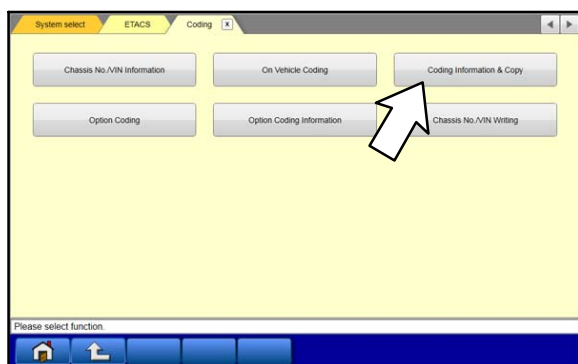 System select ETACS Coding x
Chassis No./VIN Information On Vehicle Coding Coding Information & Copy
Option Coding Option Coding Information Chassis No./VIN Writing
Please select function.